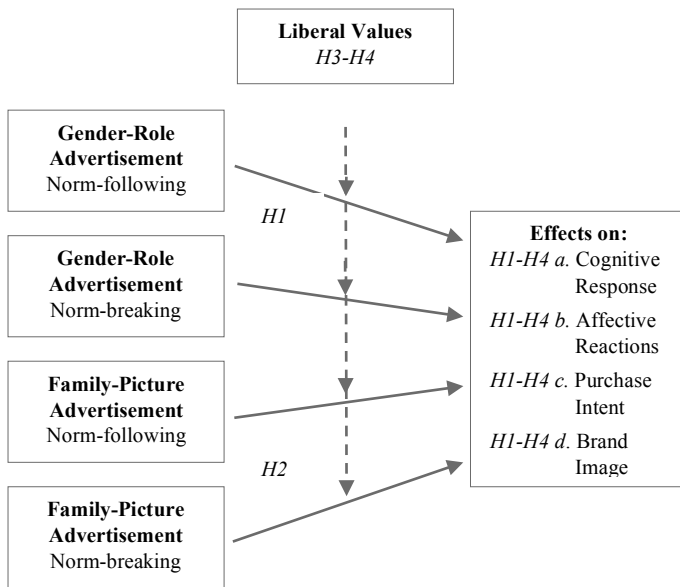 Liberal Values
H3-H4
Gender-Role
Advertisement
Norm-following
H1
Gender-Role
Advertisement
Norm-breaking
Family-Picture
Advertisement
Norm-following
H2
Family-Picture
Advertisement
Norm-breaking
Effects on:
H1-H4 a. Cognitive
Response
H1-H4 b. Affective
Reactions
H1-H4 c. Purchase
Intent
H1-H4 d. Brand
Image